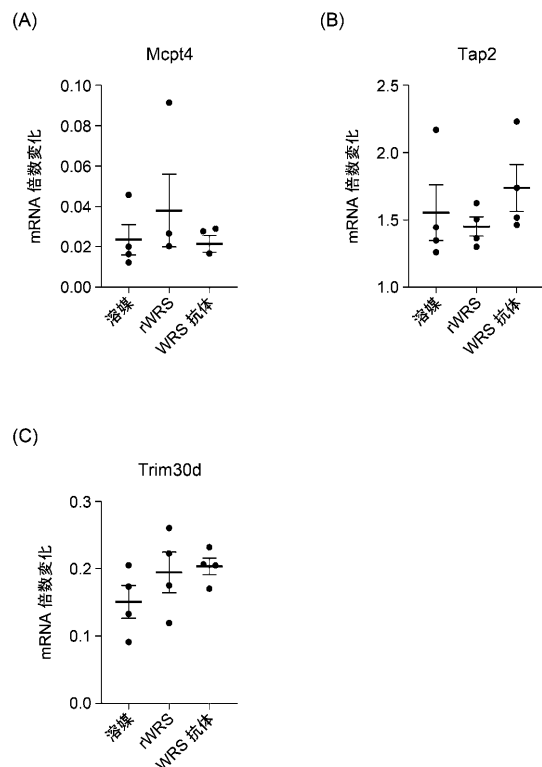 (A)
Mcpt4
mRNA 倍数变化
0.10
0.08
0.06
0.04
0.02
0.00
溶媒
rWRS
WRS 抗体
(B)
Tap2
mRNA 倍数变化
2.5
2.0
1.5
1.0
溶媒
rWRS
WRS 抗体
(C)
Trim30d
mRNA 倍数変化
0.3
0.2
0.1
0.0
溶媒
rWRS
WRS 抗体